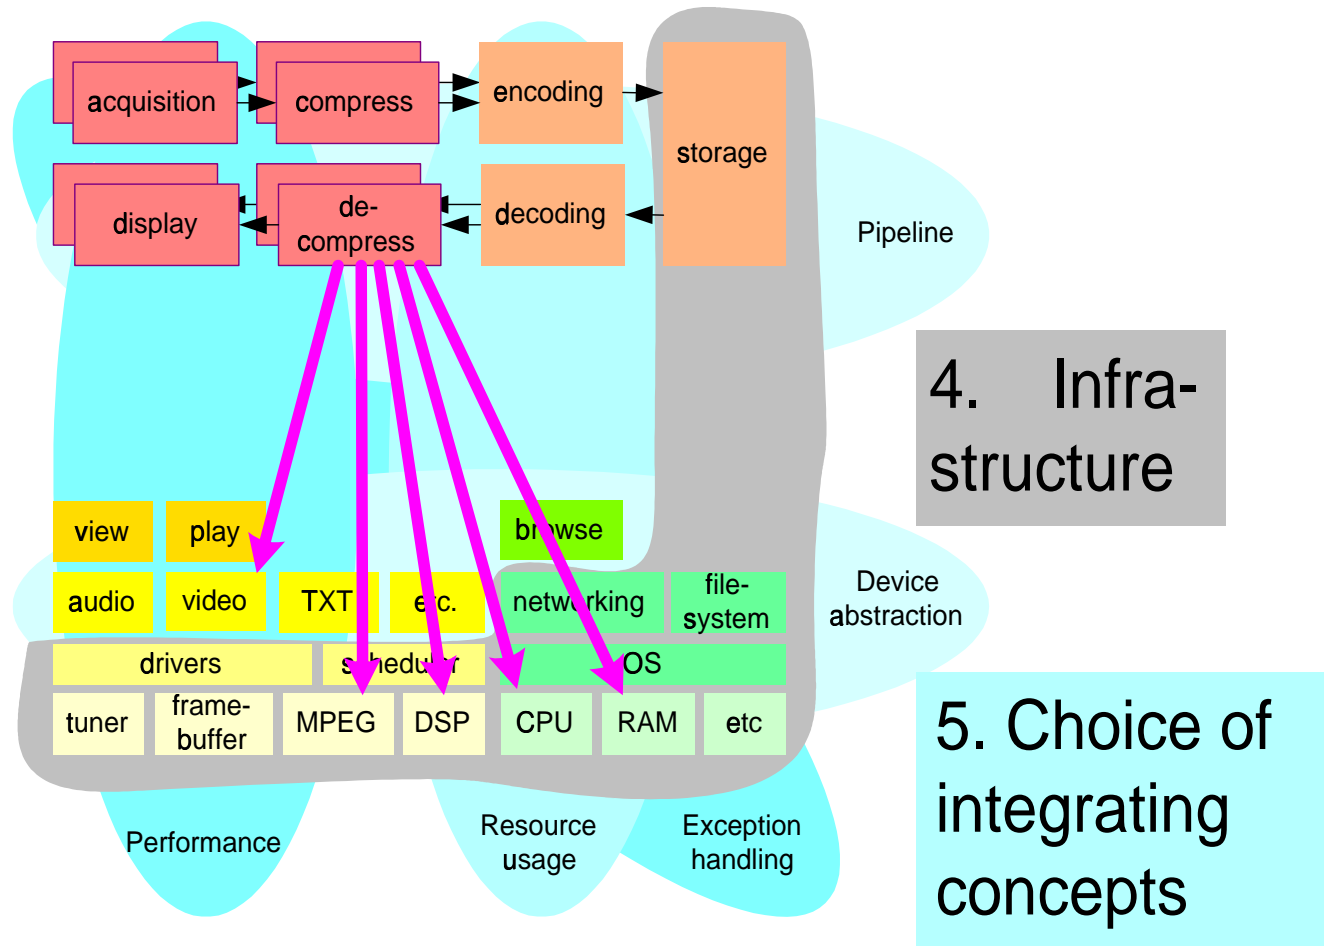 acquisition
compress
encoding
storage
display
de-
compress
decoding
Pipeline
4. Infra-
structure
view
play
browse
audio
video
TXT
etc.
networking
file-
system
Device
abstraction
drivers
scheduler
OS
tuner
frame-
buffer
MPEG
DSP
CPU
RAM
etc
5. Choice of
integrating
concepts
Performance
Resource
usage
Exception
handling